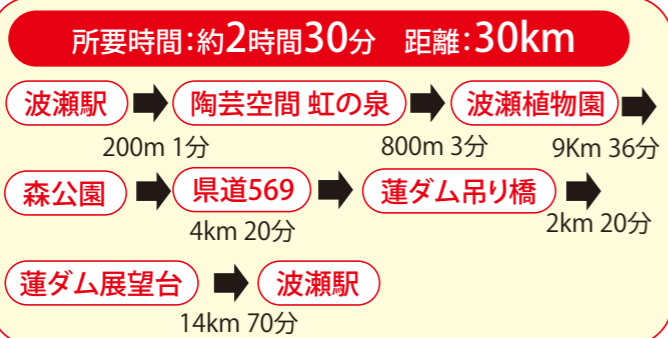 所要時間：約2時間30分　距離：30km
波瀬駅 ➡ 陶芸空間 虹の泉 ➡ 波瀬植物園 ➡
200m 1分　800m 3分　9Km 36分
森公園 ➡ 県道569 ➡ 蓮ダム吊り橋 ➡
4km 20分　2km 20分
蓮ダム展望台 ➡ 波瀬駅
14km 70分